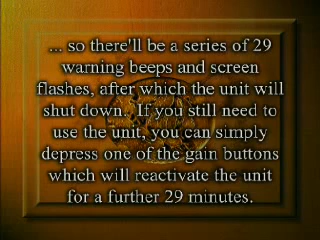 ... so there'll be a series of 29
warning beeps and screen
flashes, after which the unit will
shut down.  If you still need to
use the unit, you can simply
depress one of the gain buttons
which will reactivate the unit
for a further 29 minutes.